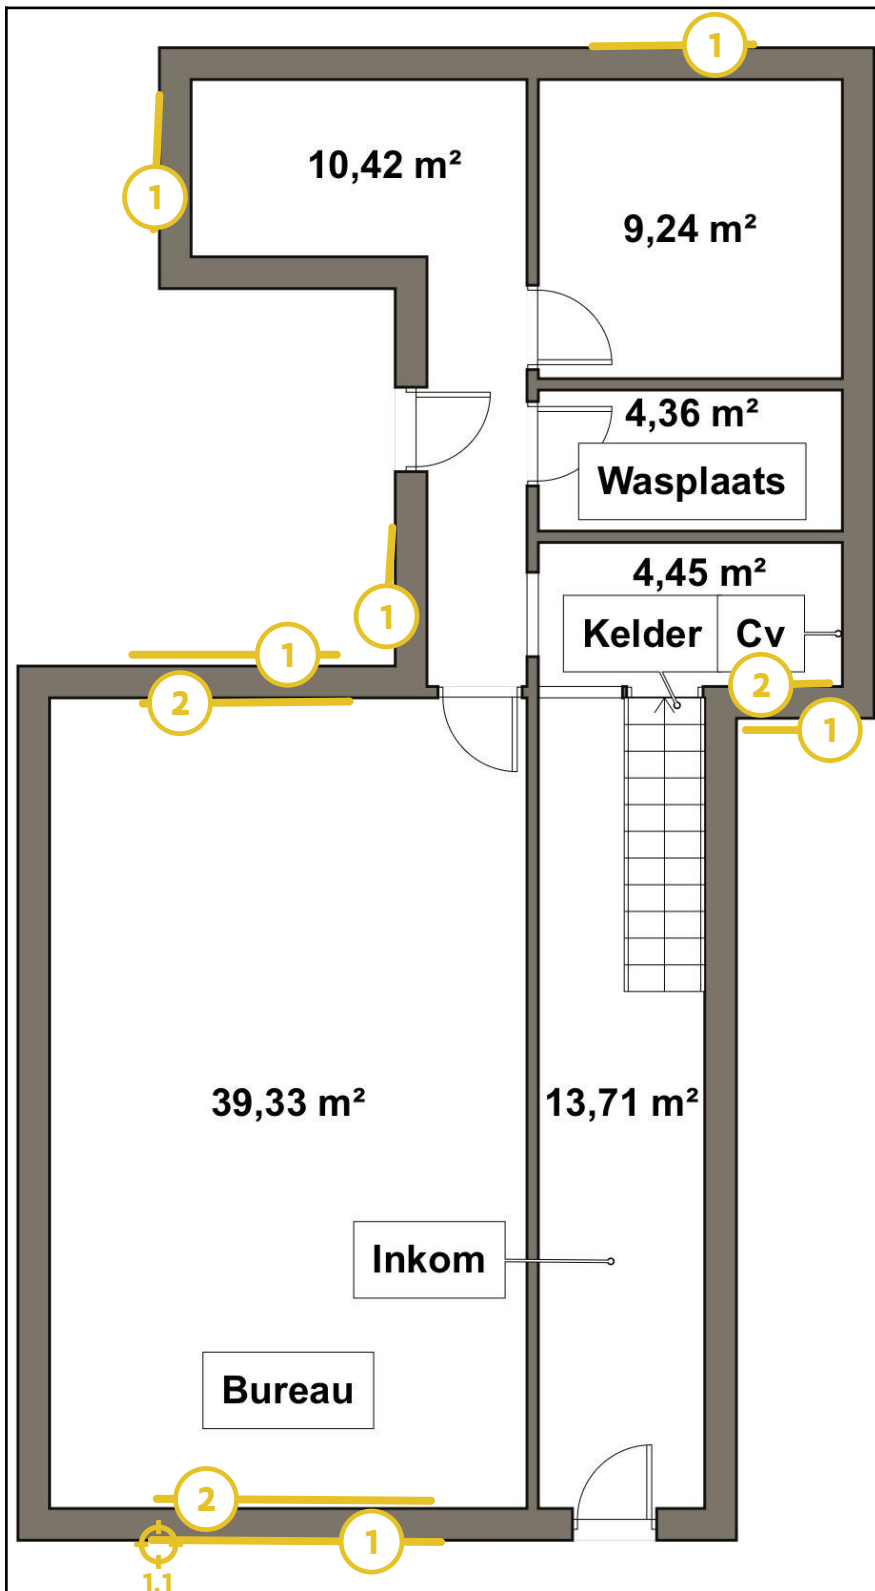 1
10,42 m²
1
9,24 m²
4,36 m²
Wasplaats
4,45 m²
1
Kelder
Cv
1
2
2
1
39,33 m²
13,71 m²
Inkom
Bureau
2
1
1.1